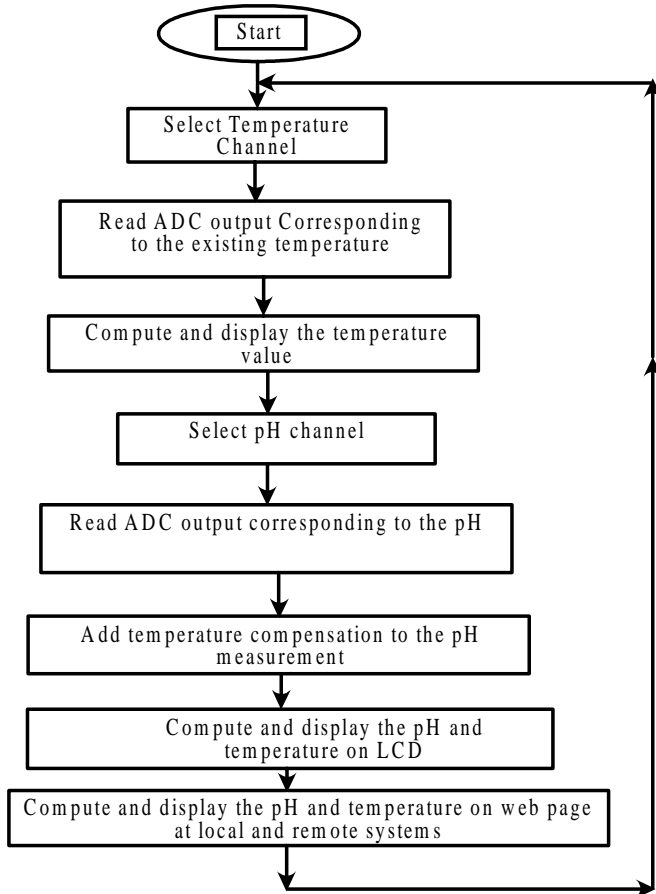 Start
Select Temperature
Channel
Read ADC output Corresponding
to the existing temperature
Compute and display the temperature
value
Select pH channel
Read ADC output corresponding to the pH
Add temperature compensation to the pH
measurement
Compute and display the pH and
temperature on LCD
Compute and display the pH and temperature on web page
at local and remote systems